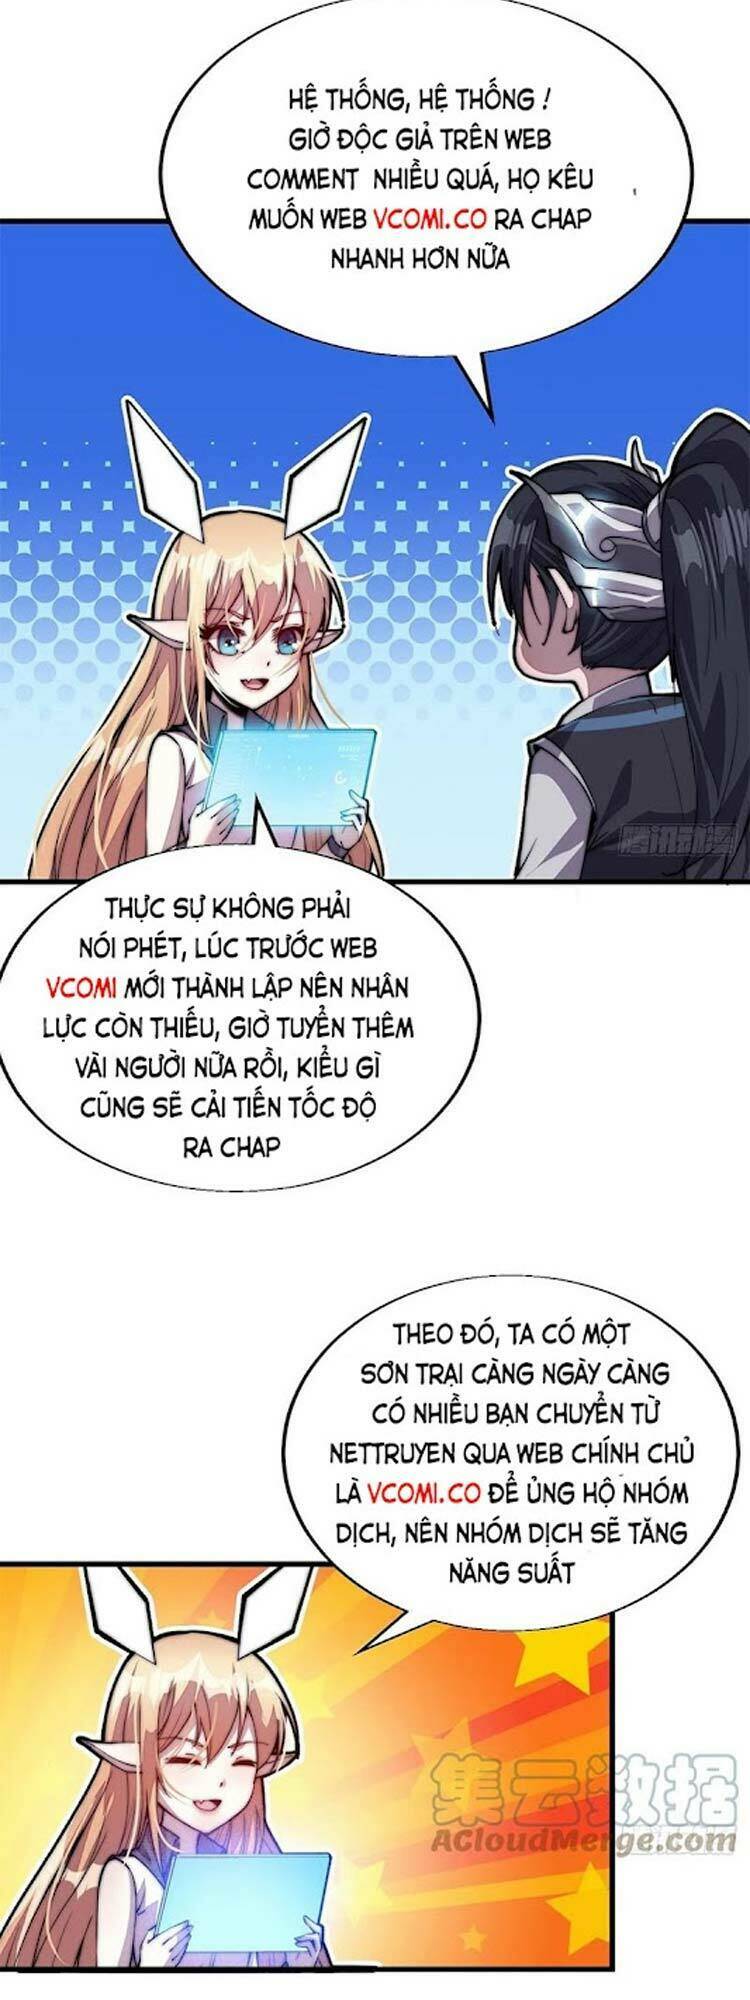 HỆ THỐNG, HỆ THỐNG !
GIỜ ĐỘC GIẢ TRÊN WEB
COMMENT NHIỀU QUÁ, HỌ KÊU
MUỐN WEB VCOMI.CO RA CHAP
NHANH HƠN NỮA
腾讯动漫
THỰC SỰ KHÔNG PHẢI
NÓI PHÉT, LÚC TRƯỚC WEB
VCOMI MỚI THÀNH LẬP NÊN NHÂN
LỰC CÒN THIẾU, GIỜ TUYỂN THÊM
VÀI NGƯỜI NỮA RỒI, KIỂU GÌ
CŨNG SẼ CẢI TIẾN TỐC ĐỘ
RA CHAP
THEO ĐÓ, TA CÓ MỘT
SƠN TRẠI CÀNG NGÀY CÀNG
CÓ NHIỀU BẠN CHUYỂN TỪ
NETTRUYEN QUA WEB CHÍNH CHỦ
LÀ VCOMI.CO ĐỂ ỦNG HỘ NHÓM
DỊCH, NÊN NHÓM DỊCH SẼ TĂNG
NĂNG SUẤT
集云数据
ACloudMerge.com